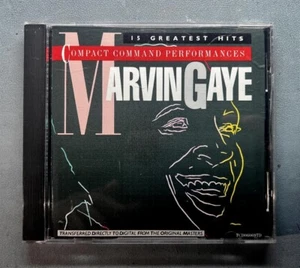 15 GREATEST HITS
COMPACT COMMAND PERFORMANCES
MARVIN GAYE
TRANSFERRED DIRECTLY TO DIGITAL FROM THE ORIGINAL MASTERS